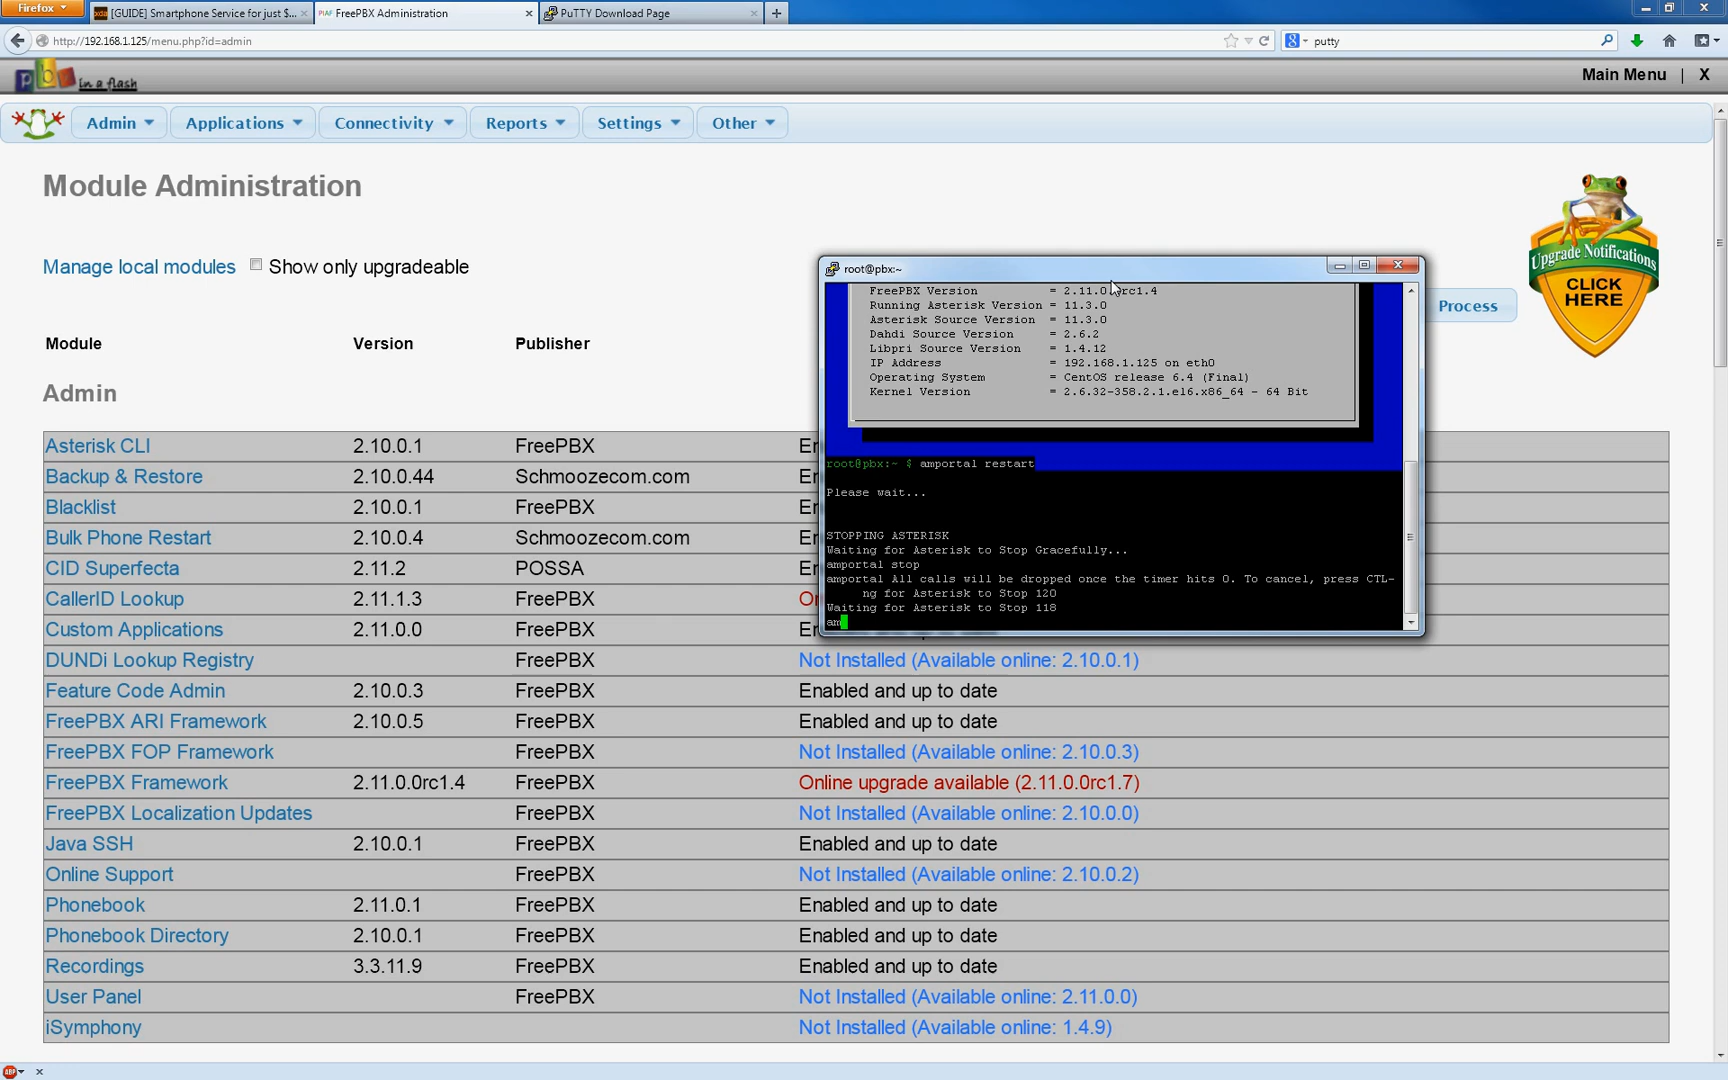 Firefox
[GUIDE] Smartphone Service for just $...
PIAF FreePBX Administration
PuTTY Download Page
http://192.168.1.125/menu.php?id=admin
putty
pb in a flash
Main Menu | X
Admin
Applications
Connectivity
Reports
Settings
Other
Module Administration
Manage local modules
Show only upgradeable
Upgrade Notifications
CLICK
HERE
Process
Module Version Publisher
Admin
Asterisk CLI 2.10.0.1 FreePBX
Backup & Restore 2.10.0.44 Schmoozecom.com
Blacklist 2.10.0.1 FreePBX
Bulk Phone Restart 2.10.0.4 Schmoozecom.com
CID Superfecta 2.11.2 POSSA
CallerID Lookup 2.11.1.3 FreePBX
Custom Applications 2.11.0.0 FreePBX
DUNDi Lookup Registry FreePBX Not Installed (Available online: 2.10.0.1)
Feature Code Admin 2.10.0.3 FreePBX Enabled and up to date
FreePBX ARI Framework 2.10.0.5 FreePBX Enabled and up to date
FreePBX FOP Framework FreePBX Not Installed (Available online: 2.10.0.3)
FreePBX Framework 2.11.0.0rc1.4 FreePBX Online upgrade available (2.11.0.0rc1.7)
FreePBX Localization Updates FreePBX Not Installed (Available online: 2.10.0.0)
Java SSH 2.10.0.1 FreePBX Enabled and up to date
Online Support FreePBX Not Installed (Available online: 2.10.0.2)
Phonebook 2.11.0.1 FreePBX Enabled and up to date
Phonebook Directory 2.10.0.1 FreePBX Enabled and up to date
Recordings 3.3.11.9 FreePBX Enabled and up to date
User Panel FreePBX Not Installed (Available online: 2.11.0.0)
iSymphony Not Installed (Available online: 1.4.9)
root@pbx:~
FreePBX Version = 2.11.0 rc1.4
Running Asterisk Version = 11.3.0
Asterisk Source Version = 11.3.0
Dahdi Source Version = 2.6.2
Libpri Source Version = 1.4.12
IP Address = 192.168.1.125 on eth0
Operating System = CentOS release 6.4 (Final)
Kernel Version = 2.6.32-358.2.1.el6.x86_64 - 64 Bit
root@pbx:~ $ amportal restart
Please wait...
STOPPING ASTERISK
Waiting for Asterisk to Stop Gracefully...
amportal stop
amportal All calls will be dropped once the timer hits 0. To cancel, press CTL-
ng for Asterisk to Stop 120
Waiting for Asterisk to Stop 118
am
ABP